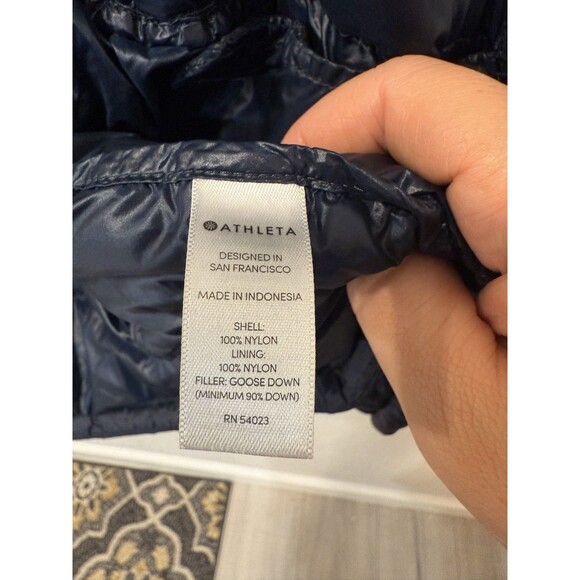 ATHLETA
DESIGNED IN
SAN FRANCISCO
MADE IN INDONESIA
SHELL:
100% NYLON
LINING:
100% NYLON
FILLER: GOOSE DOWN
(MINIMUM 90% DOWN)
RN 54023